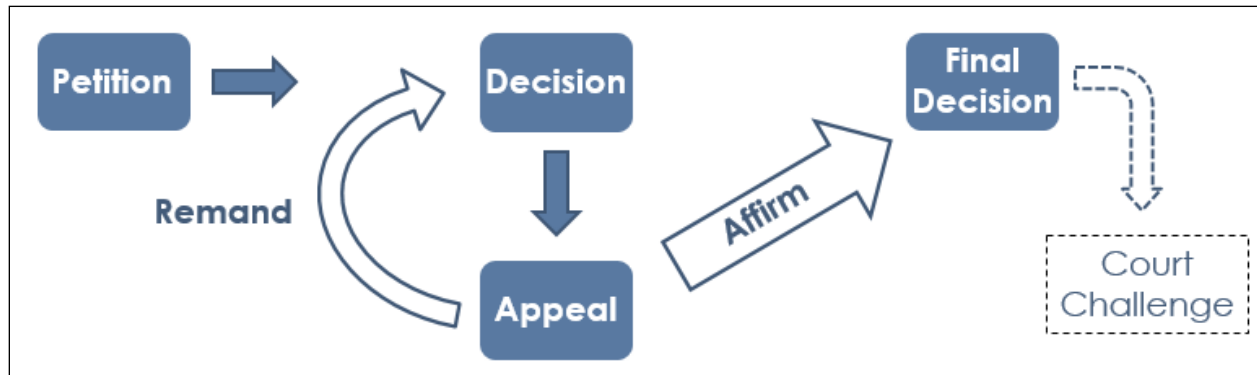 Petition
Decision
Final
Decision
Remand
Affirm
Appeal
Court
Challenge